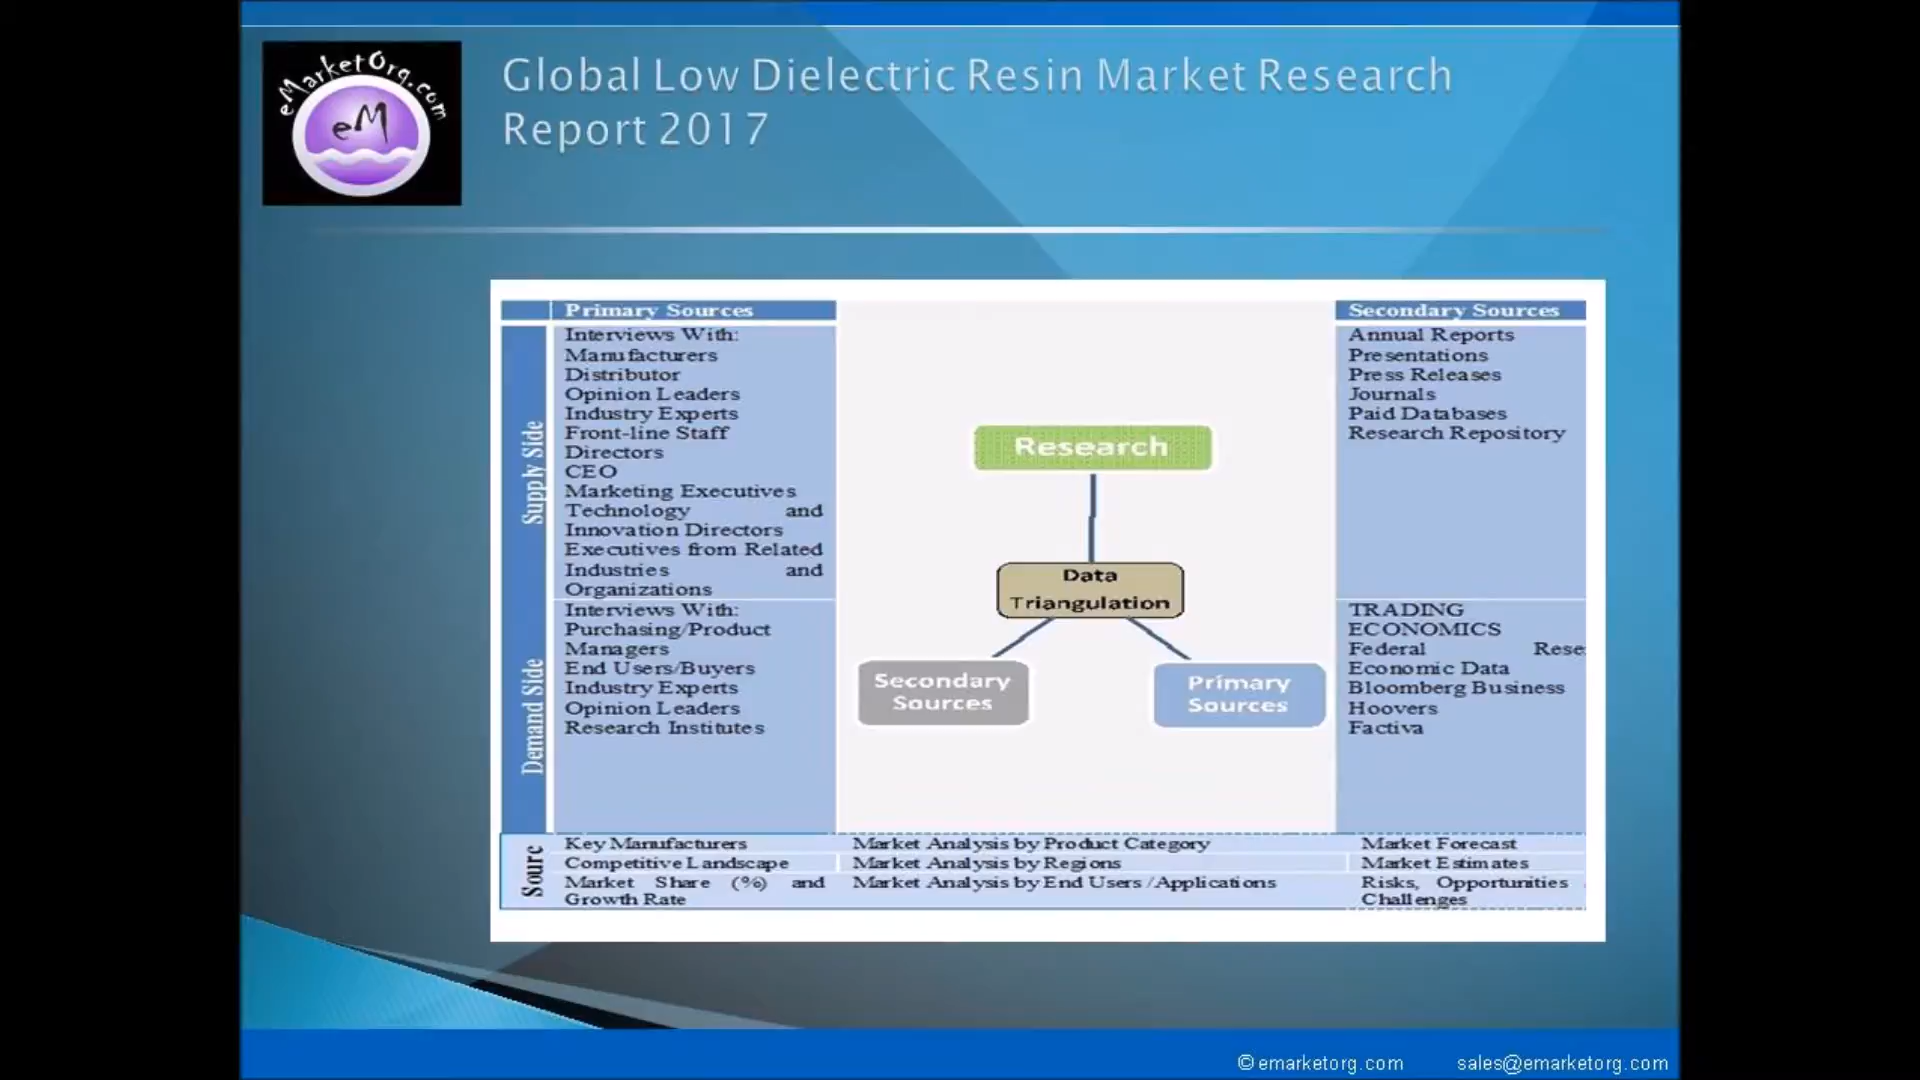 eMarketOrg.com
eM
Global Low Dielectric Resin Market Research
Report 2017
Primary Sources
Secondary Sources
Supply Side
Interviews With:
Manufacturers
Distributor
Opinion Leaders
Industry Experts
Front-line Staff
Directors
CEO
Marketing Executives
Technology and
Innovation Directors
Executives from Related
Industries and
Organizations
Annual Reports
Presentations
Press Releases
Journals
Paid Databases
Research Repository
Research
Data
Triangulation
Secondary
Sources
Primary
Sources
Demand Side
Interviews With:
Purchasing/Product
Managers
End Users/Buyers
Industry Experts
Opinion Leaders
Research Institutes
TRADING
ECONOMICS
Federal Rese
Economic Data
Bloomberg Business
Hoovers
Factiva
Sourc
Key Manufacturers
Competitive Landscape
Market Share (%) and
Growth Rate
Market Analysis by Product Category
Market Analysis by Regions
Market Analysis by End Users /Applications
Market Forecast
Market Estimates
Risks, Opportunities
Challenges
© emarketorg.com sales@emarketorg.com